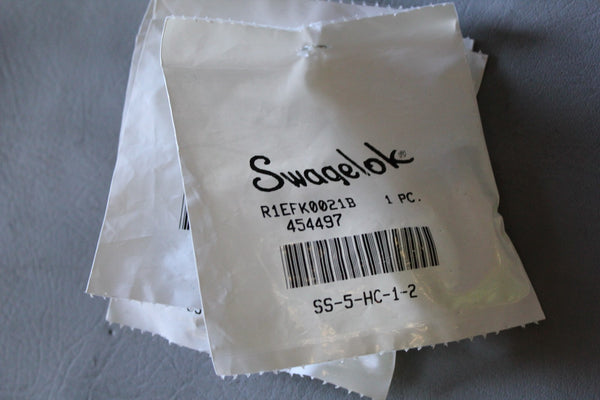 Swagelok®
R1EFK0021B 1 PC.
454497
SS-5-HC-1-2